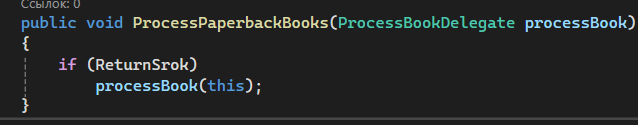 Ссылок: 0
public void ProcessPaperbackBooks(ProcessBookDelegate processBook)
{
if (ReturnSrok)
processBook(this);
}